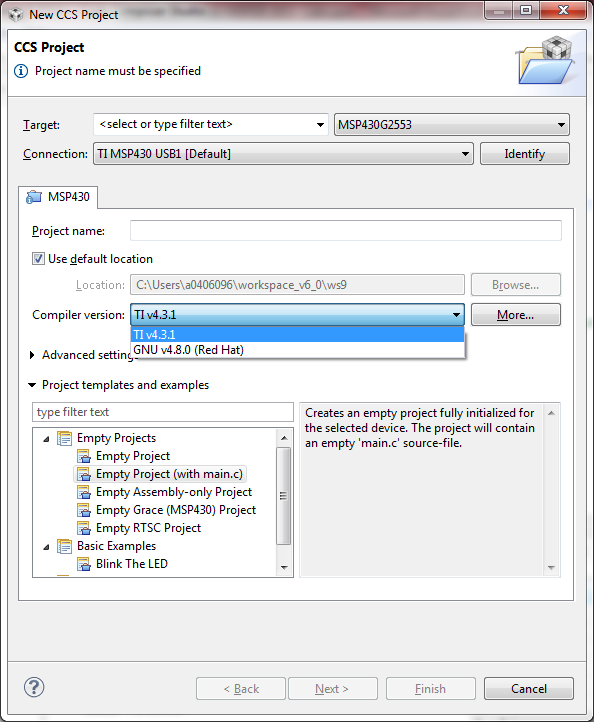 New CCS Project
CCS Project
Project name must be specified
Target: <select or type filter text> MSP430G2553
Connection: TI MSP430 USB1 [Default] Identify
MSP430
Project name:
Use default location
Location: C:\Users\a0406096\workspace_v6_0\ws9 Browse...
Compiler version: TI v4.3.1 More...
TI v4.3.1
GNU v4.8.0 (Red Hat)
Advanced setting
Project templates and examples
type filter text
Creates an empty project fully initialized for
the selected device. The project will contain
an empty 'main.c' source-file.
Empty Projects
Empty Project
Empty Project (with main.c)
Empty Assembly-only Project
Empty Grace (MSP430) Project
Empty RTSC Project
Basic Examples
Blink The LED
? < Back Next > Finish Cancel